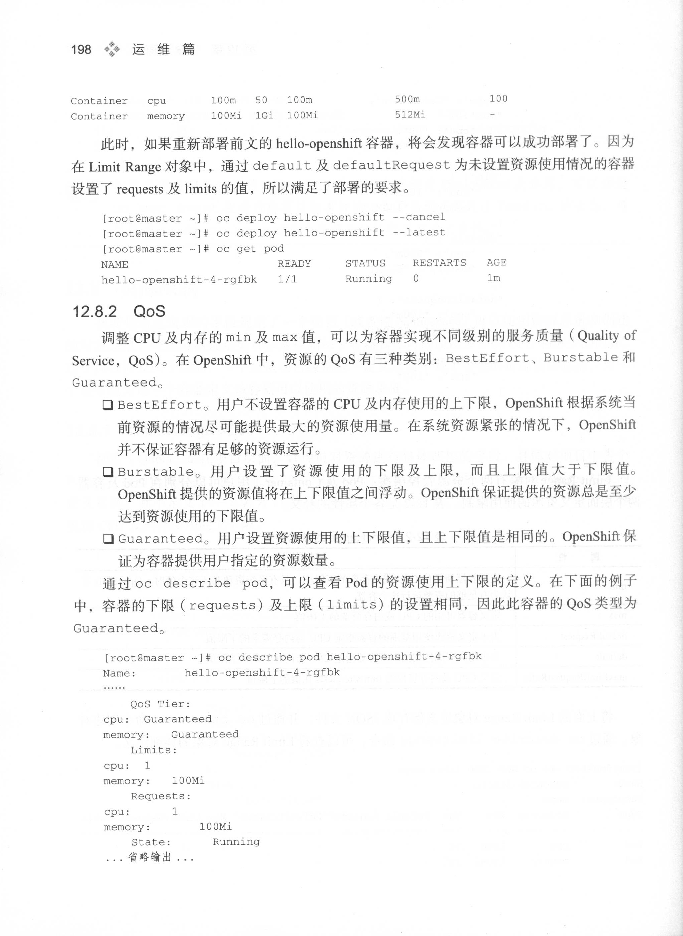 198 运维篇
Container cpu 100m 50 100m 500m 100
Container memory 100Mi 1Gi 100Mi 512Mi -
此时，如果重新部署前文的 hello-openshift 容器，将会发现容器可以成功部署了。因为
在 Limit Range 对象中，通过 default 及 defaultRequest 为未设置资源使用情况的容器
设置了 requests 及 limits 的值，所以满足了部署的要求。
[root@master ~]# oc deploy hello-openshift --cancel
[root@master ~]# oc deploy hello-openshift --latest
[root@master ~]# oc get pod
NAME READY STATUS RESTARTS AGE
hello-openshift-4-rgfbk 1/1 Running 0 1m
12.8.2 QoS
调整 CPU 及内存的 min 及 max 值，可以为容器实现不同级别的服务质量（Quality of
Service，QoS）。在 OpenShift 中，资源的 QoS 有三种类别：BestEffort、Burstable 和
Guaranteed。
❑ BestEffort。用户不设置容器的 CPU 及内存使用的上下限，OpenShift 根据系统当
前资源的情况尽可能提供最大的资源使用量。在系统资源紧张的情况下，OpenShift
并不保证容器有足够的资源运行。
❑ Burstable。用户设置了资源使用的下限及上限，而且上限值大于下限值。
OpenShift 提供的资源值将在上下限值之间浮动。OpenShift 保证提供的资源总是至少
达到资源使用的下限值。
❑ Guaranteed。用户设置资源使用的上下限值，且上下限值是相同的。OpenShift 保
证为容器提供用户指定的资源数量。
通过 oc describe pod，可以查看 Pod 的资源使用上下限的定义。在下面的例子
中，容器的下限（requests）及上限（limits）的设置相同，因此此容器的 QoS 类型为
Guaranteed。
[root@master ~]# oc describe pod hello-openshift-4-rgfbk
Name: hello-openshift-4-rgfbk
......
QoS Tier:
cpu: Guaranteed
memory: Guaranteed
Limits:
cpu: 1
memory: 100Mi
Requests:
cpu: 1
memory: 100Mi
State: Running
...省略输出...